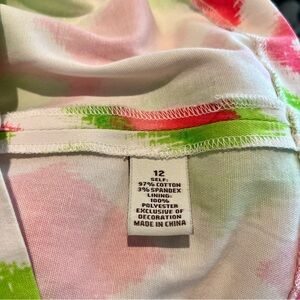 12
SELF:
97% COTTON
3% SPANDEX
LINING:
100%
POLYESTER
EXCLUSIVE OF
DECORATION
MADE IN CHINA